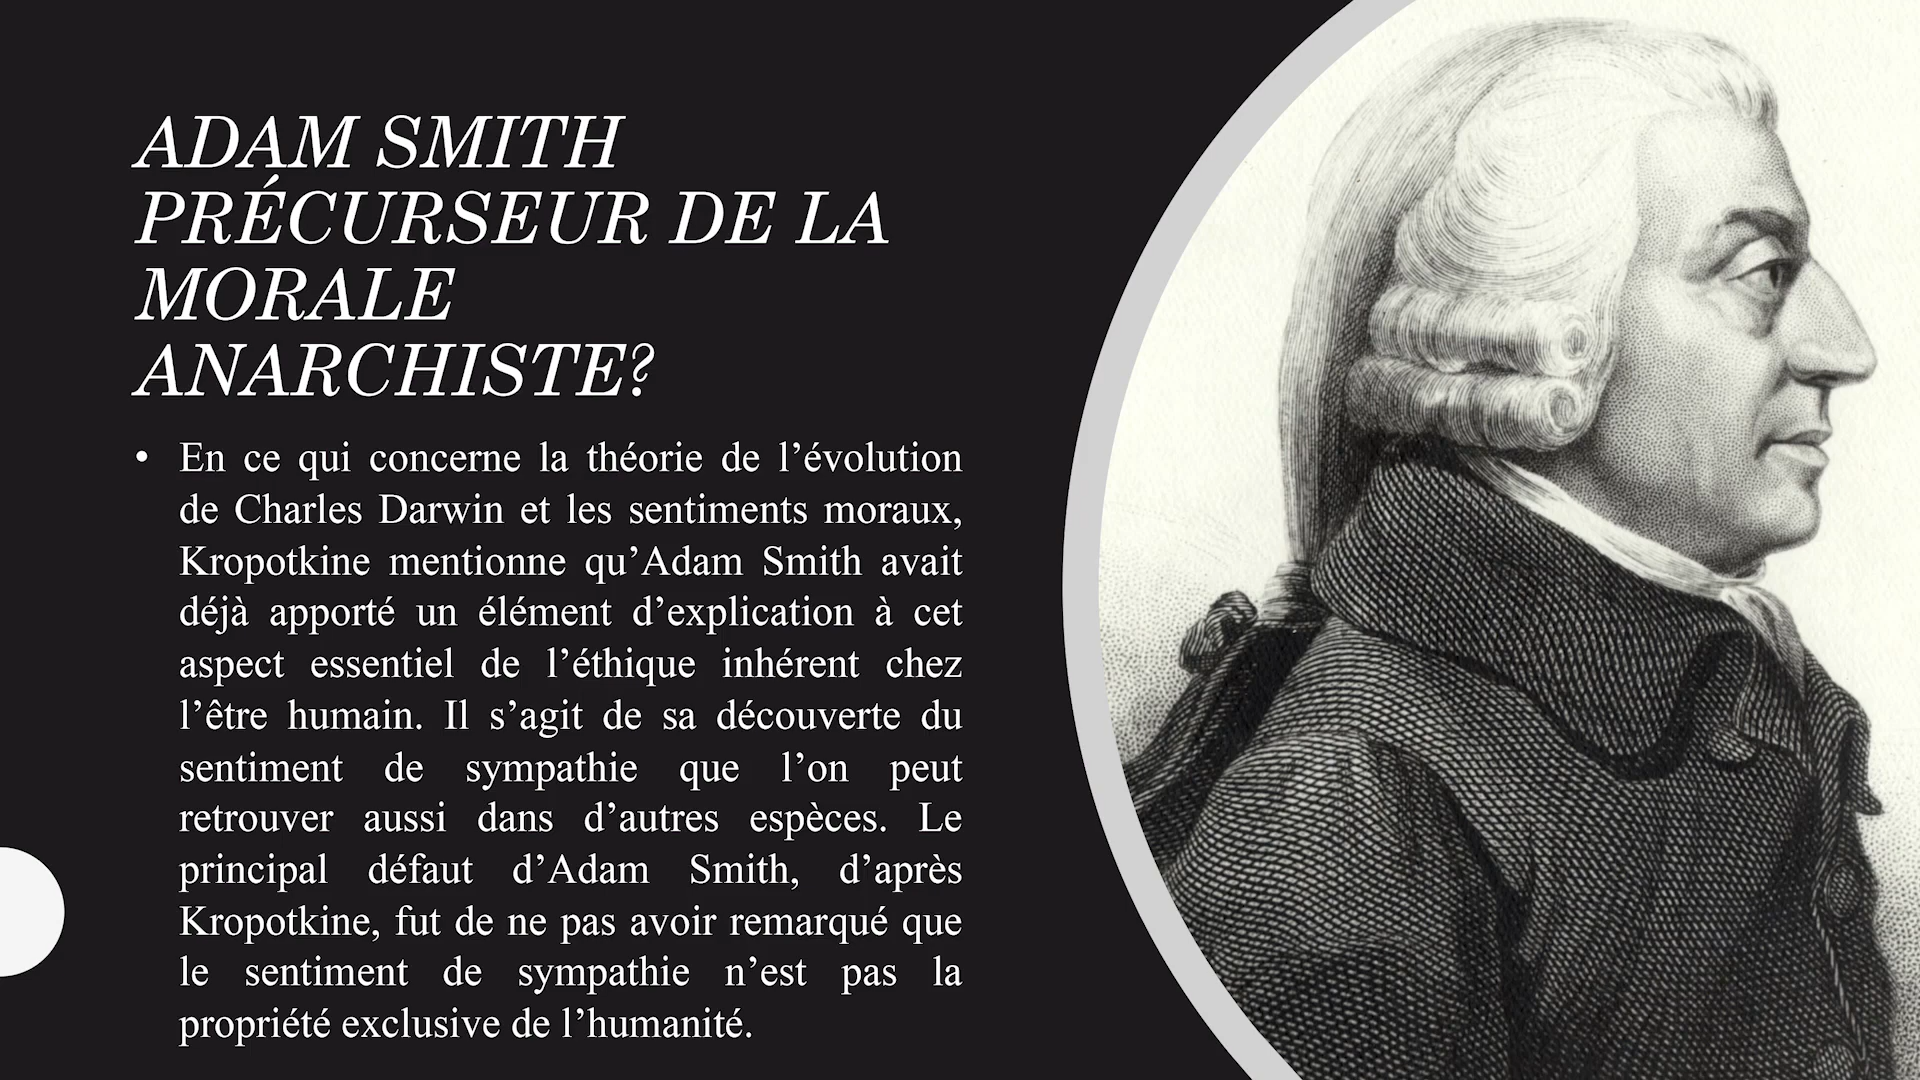 ADAM SMITH
PRÉCURSEUR DE LA
MORALE
ANARCHISTE?
• En ce qui concerne la théorie de l’évolution
de Charles Darwin et les sentiments moraux,
Kropotkine mentionne qu’Adam Smith avait
déjà apporté un élément d’explication à cet
aspect essentiel de l’éthique inhérent chez
l’être humain. Il s’agit de sa découverte du
sentiment de sympathie que l’on peut
retrouver aussi dans d’autres espèces. Le
principal défaut d’Adam Smith, d’après
Kropotkine, fut de ne pas avoir remarqué que
le sentiment de sympathie n’est pas la
propriété exclusive de l’humanité.